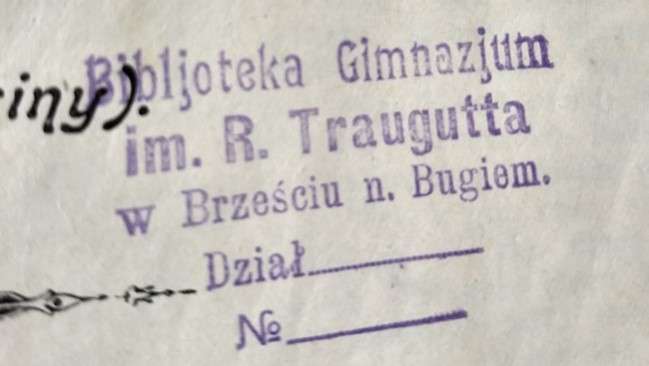 Bibljoteka Gimnazjum
iny).
im. R. Traugutta
w Brześciu n. Bugiem.
Dział
№